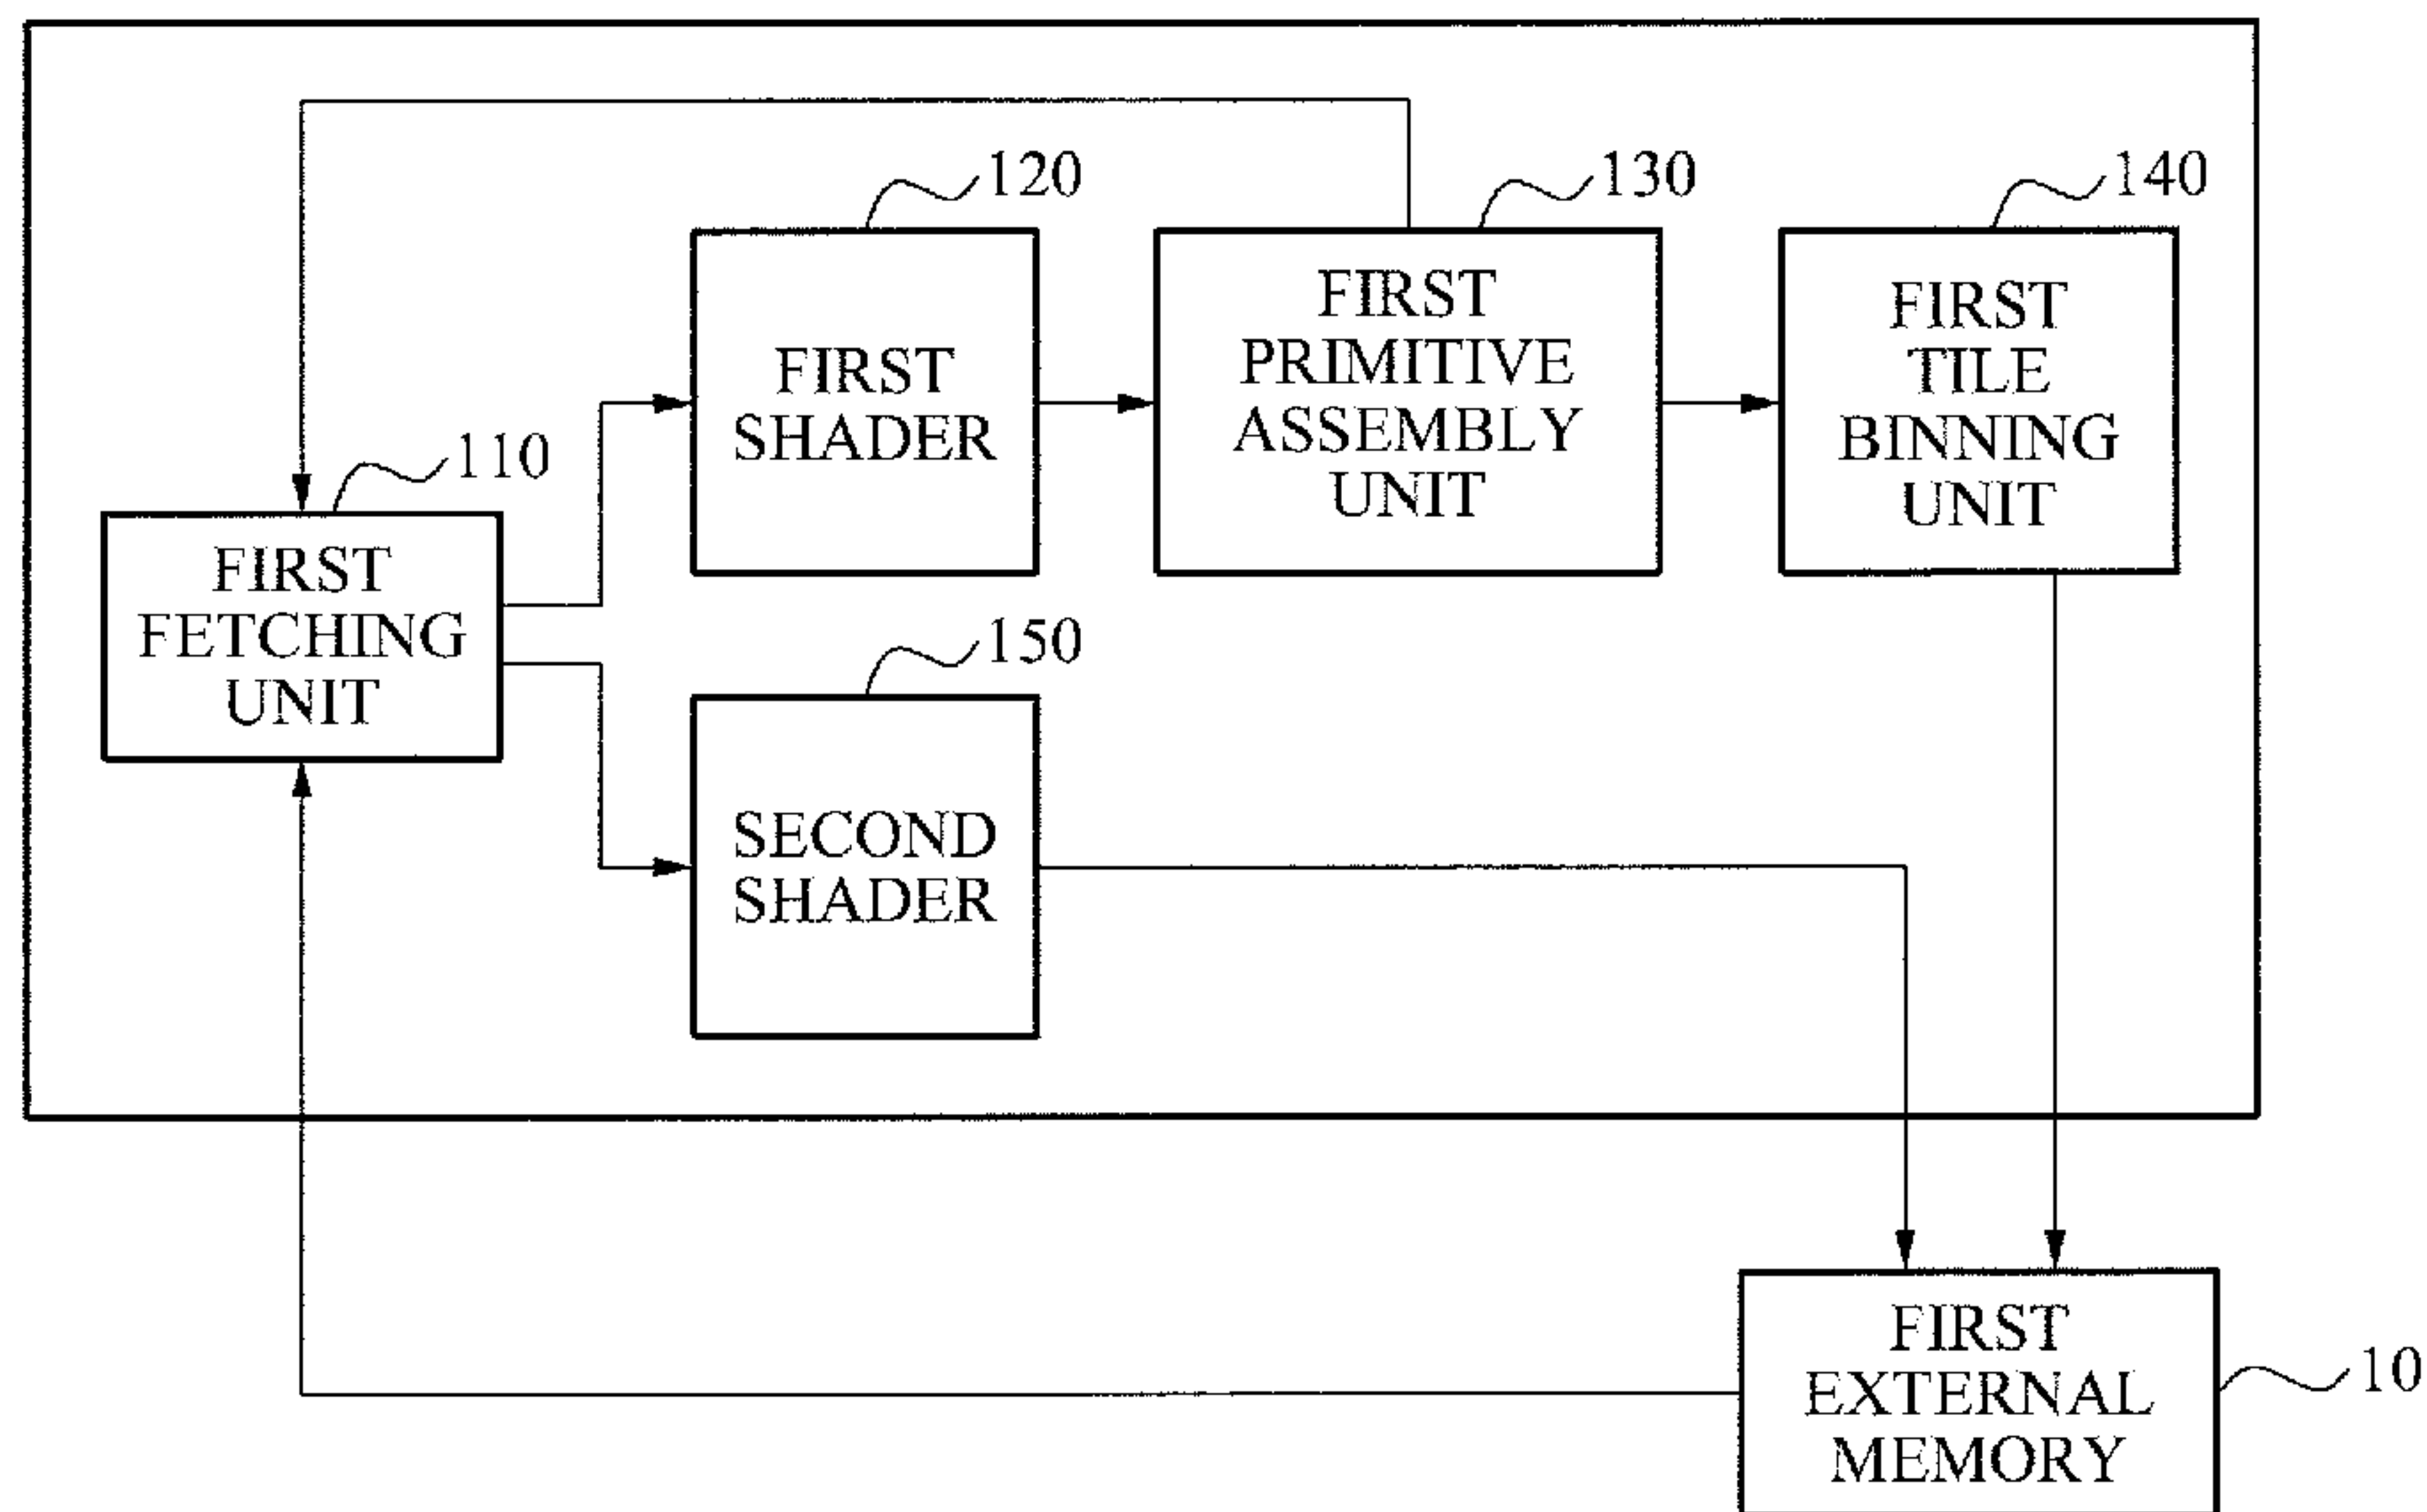 120
FIRST
SHADER
130
FIRST
PRIMITIVE
ASSEMBLY
UNIT
140
FIRST
TILE
BINNING
UNIT
110
FIRST
FETCHING
UNIT
150
SECOND
SHADER
FIRST
EXTERNAL
MEMORY
10